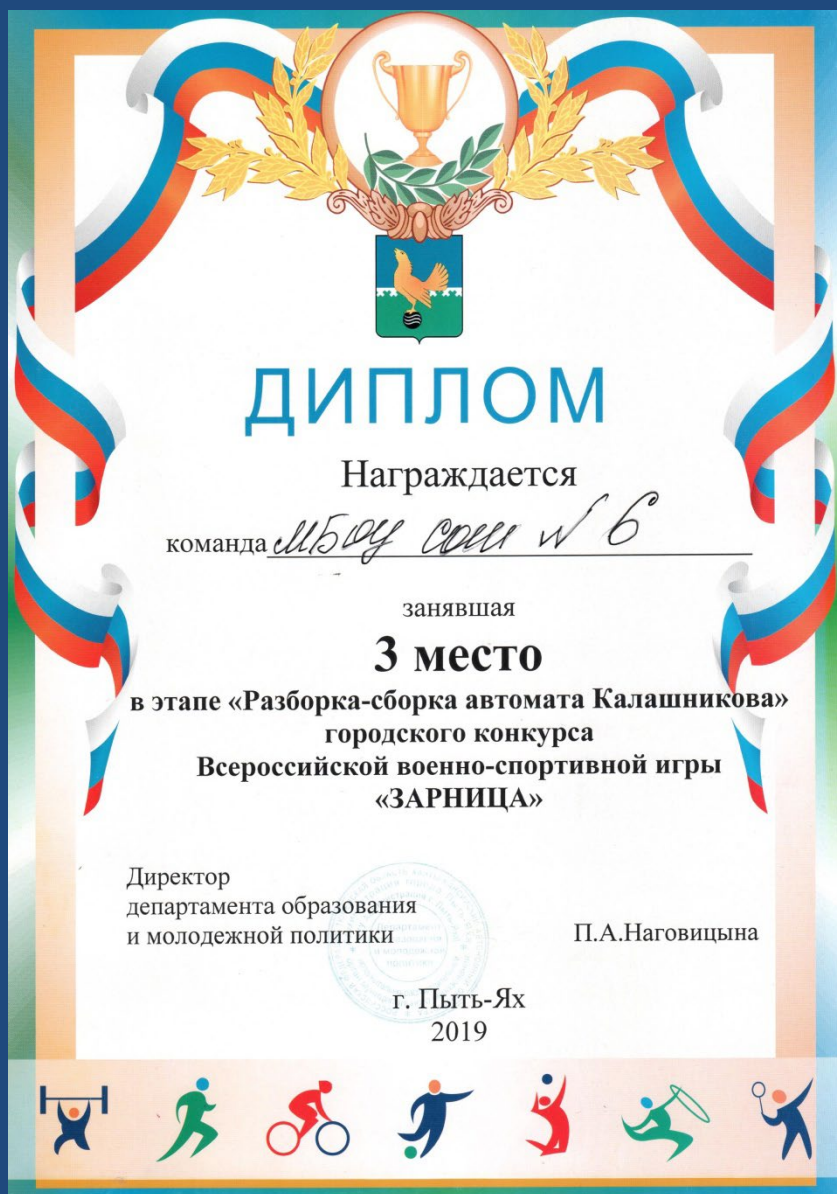 ДИПЛОМ
Награждается
команда МБОУ СОШ № 6
занявшая
3 место
в этапе «Разборка-сборка автомата Калашникова»
городского конкурса
Всероссийской военно-спортивной игры
«ЗАРНИЦА»
Директор
департамента образования
и молодежной политики
П.А.Наговицына
г. Пыть-Ях
2019